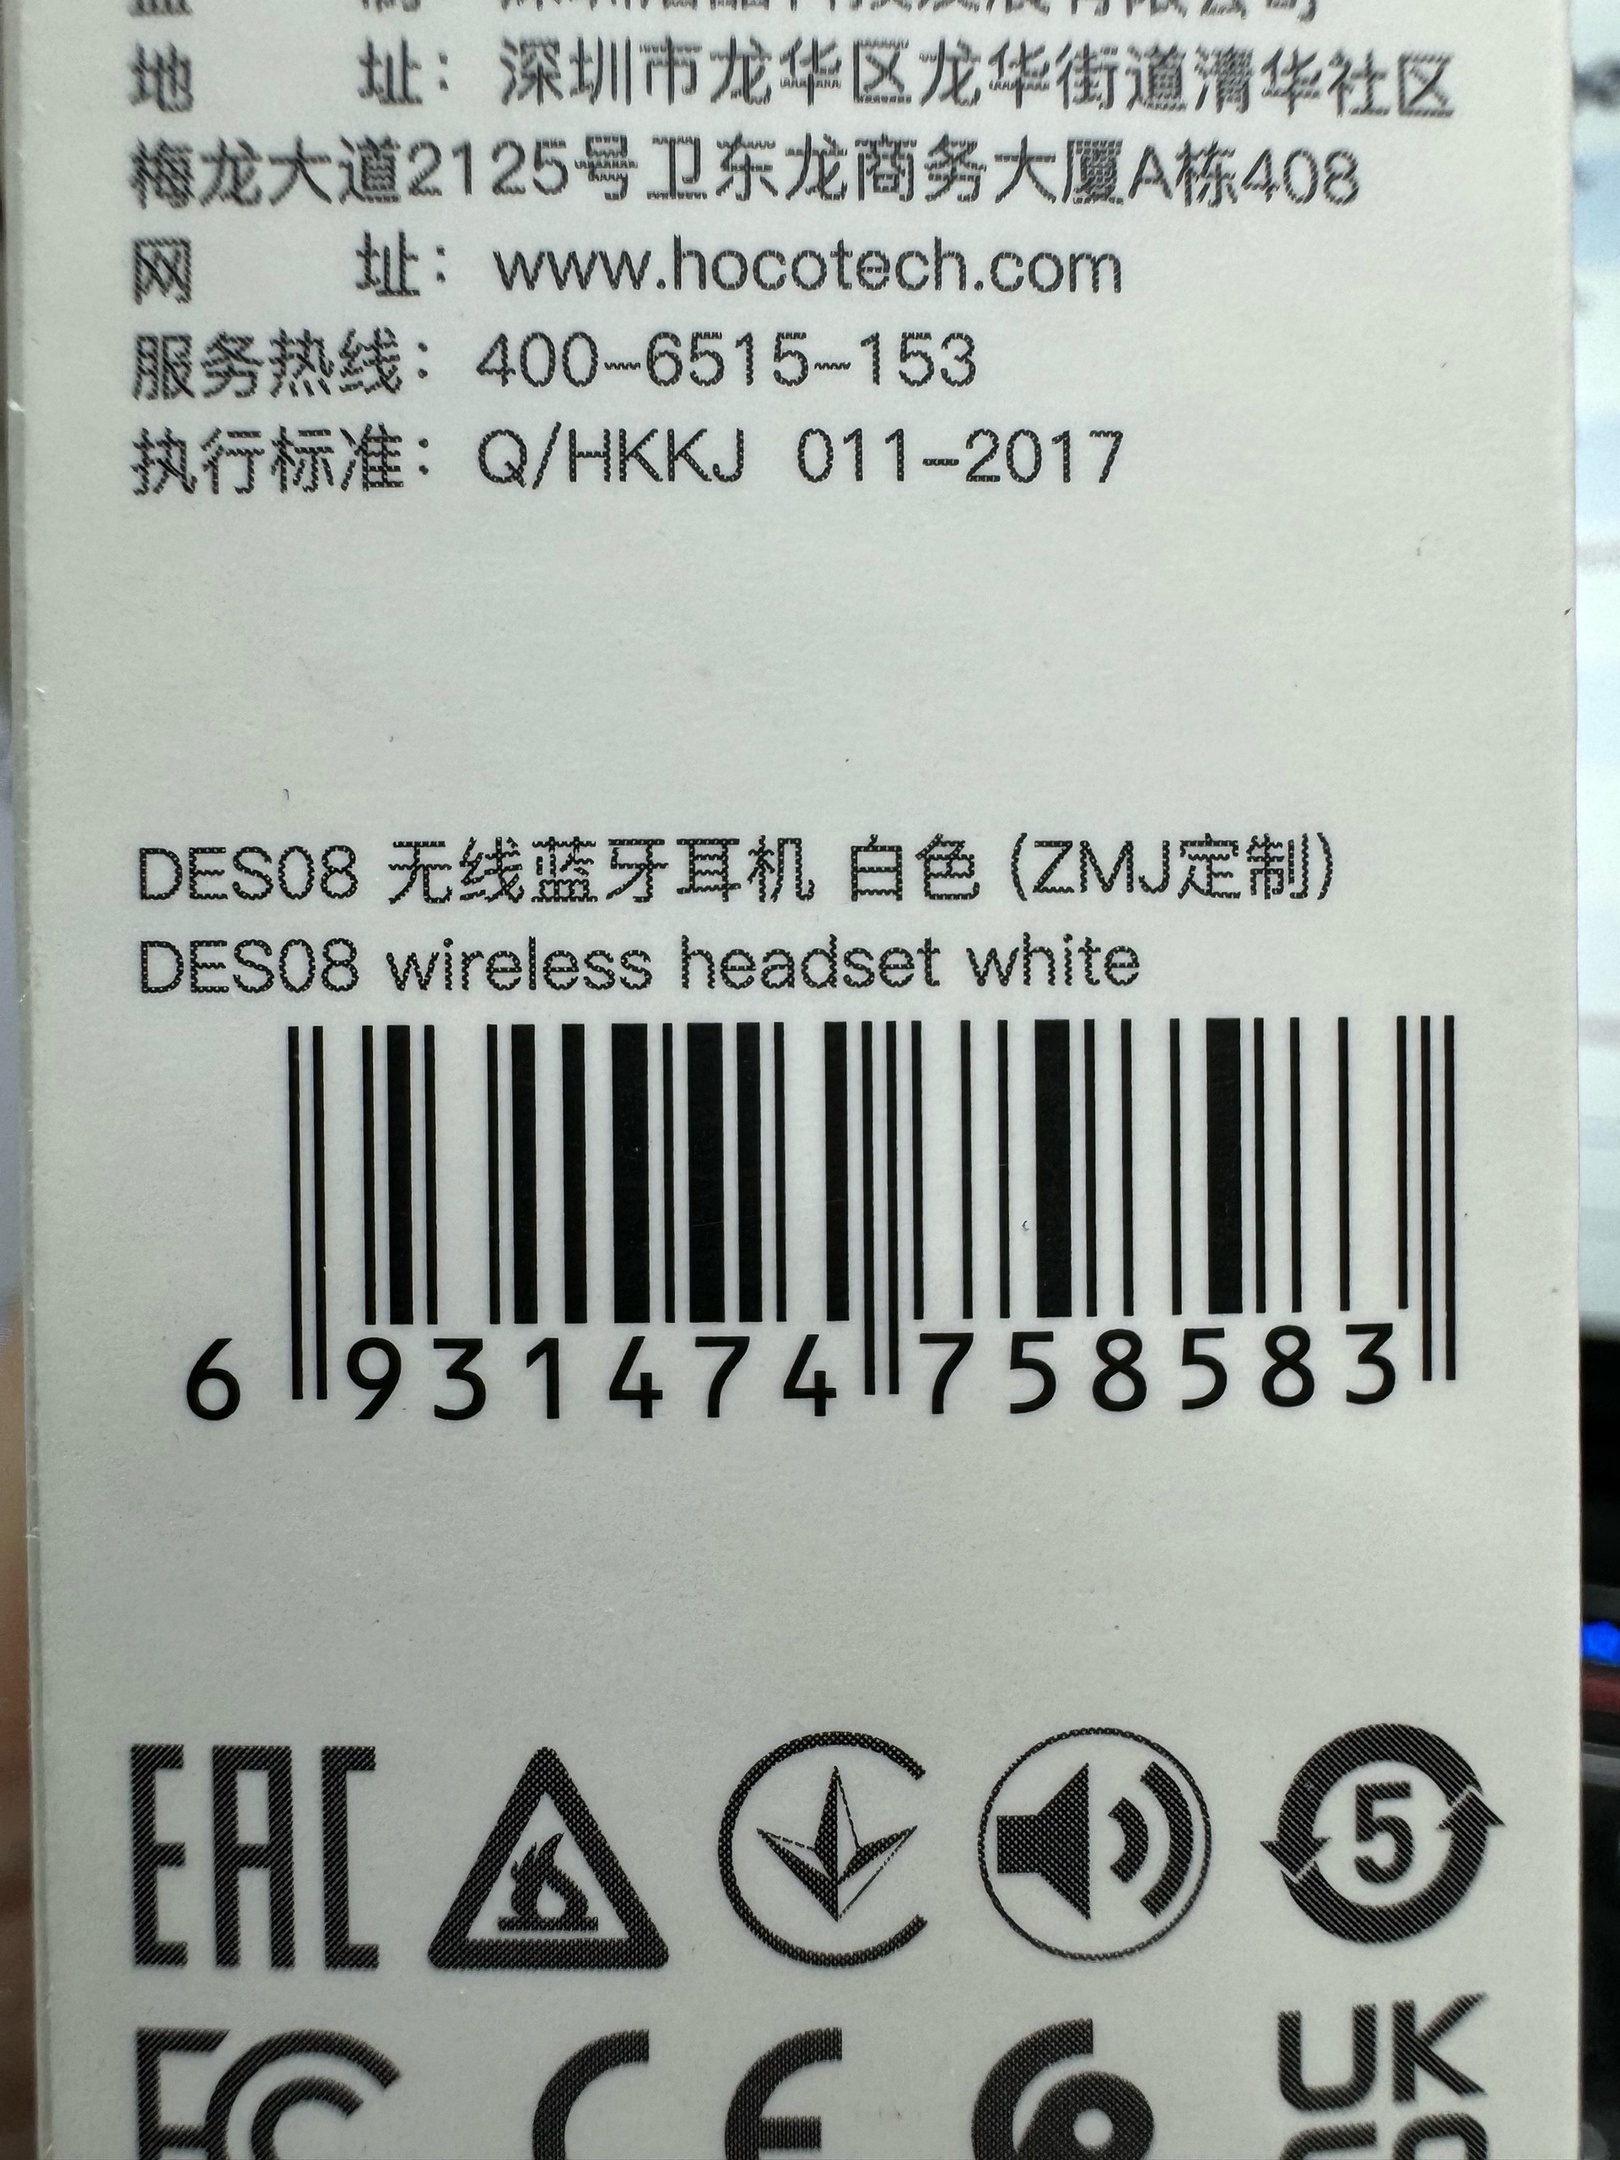 地 址：深圳市龙华区龙华街道清华社区
梅龙大道2125号卫东龙商务大厦A栋408
网 址：www.hocotech.com
服务热线：400-6515-153
执行标准：Q/HKKJ 011-2017
DES08 无线蓝牙耳机 白色 (ZMJ定制)
DES08 wireless headset white
6 931474 758583
EAC
5
FC CE UK